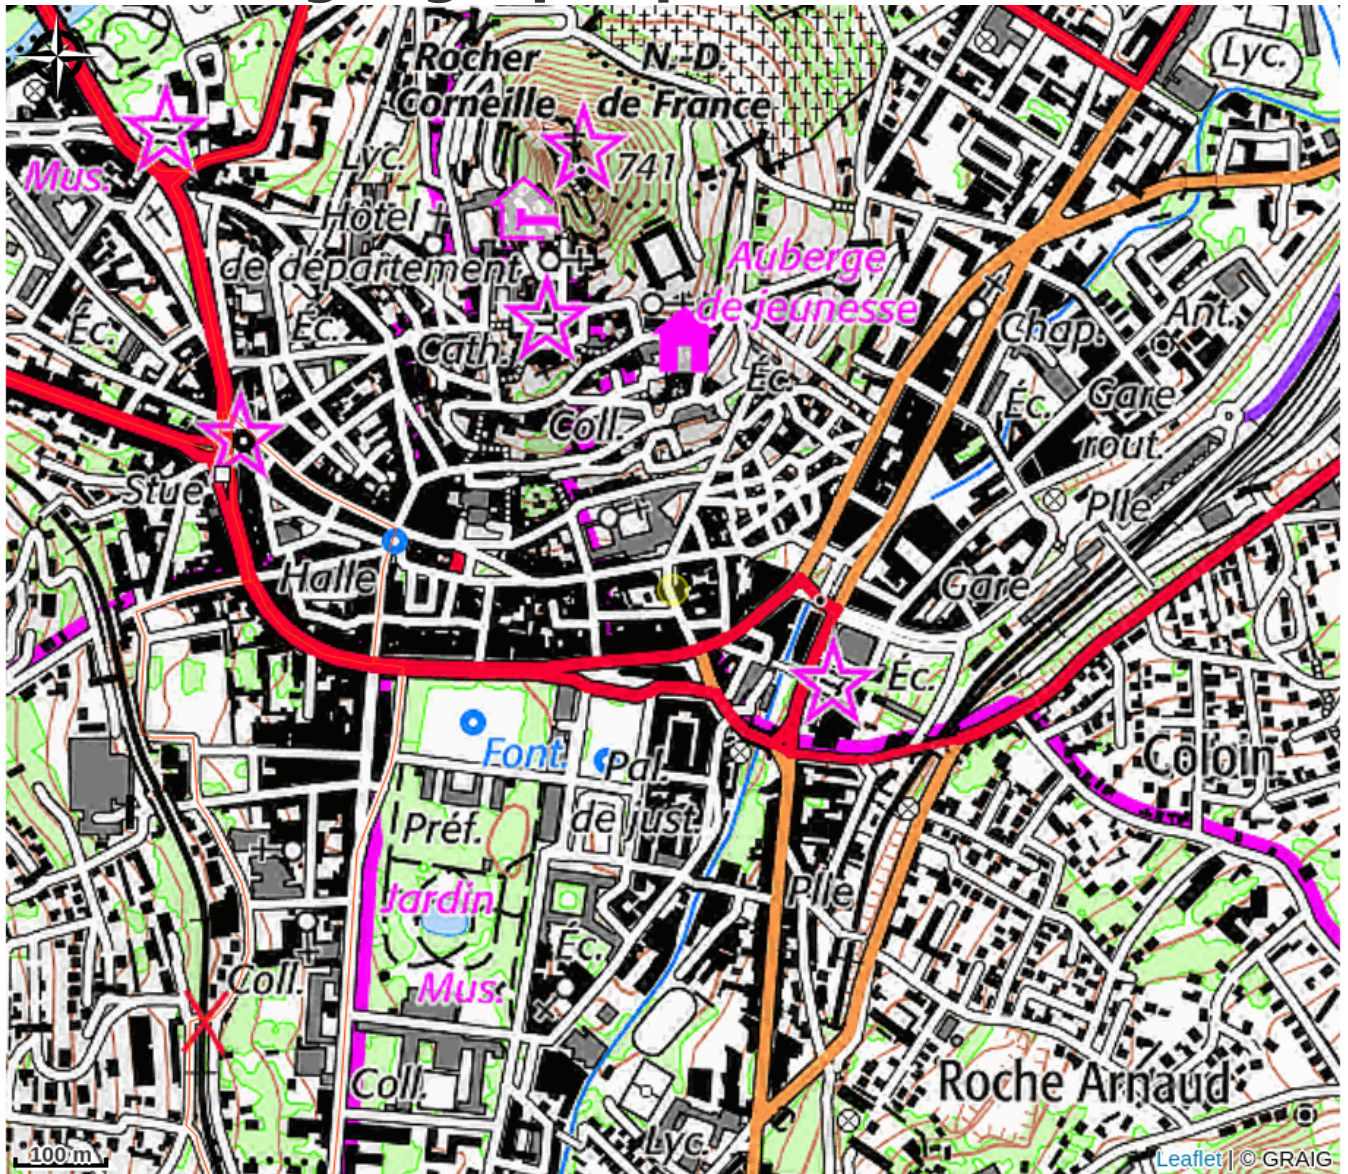 Rocher
N.-D.
Lyc.
Corneille
de France
Lyc.
741
Mus.
Hôtel
Auberge
de département
de jeunesse
Ant.
Éc.
Éc.
Chap.
Cath.
Éc.
Gare
Éc.
Coll.
rout.
Stue
Plle
Halle
Gare
Éc.
Font.
Pal.
Coloin
Préf.
de just.
Jardin
Plle
Éc.
Coll.
Mus.
Coll.
Roche Arnaud
Lyc.
100 m
Leaflet | © GRAIG